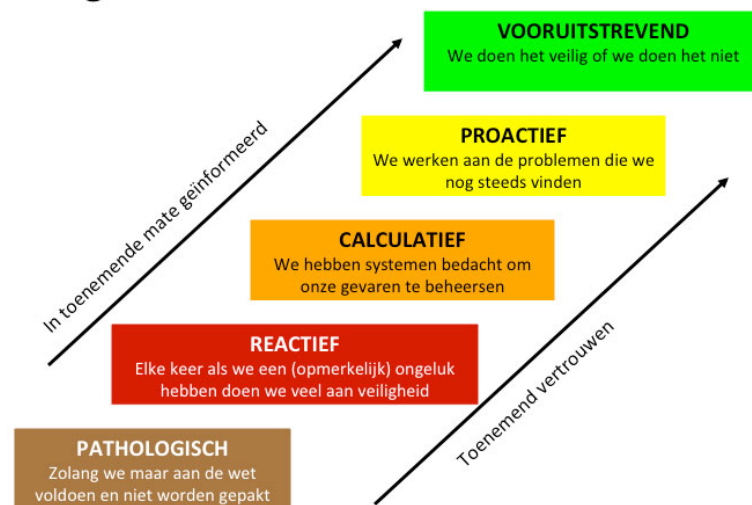 VOORUITSTREVEND
We doen het veilig of we doen het niet
PROACTIEF
We werken aan de problemen die we
nog steeds vinden
CALCULATIEF
We hebben systemen bedacht om
onze gevaren te beheersen
REACTIEF
Elke keer als we een (opmerkelijk) ongeluk
hebben doen we veel aan veiligheid
PATHOLOGISCH
Zolang we maar aan de wet
voldoen en niet worden gepakt
In toenemende mate geïnformeerd
Toenemend vertrouwen